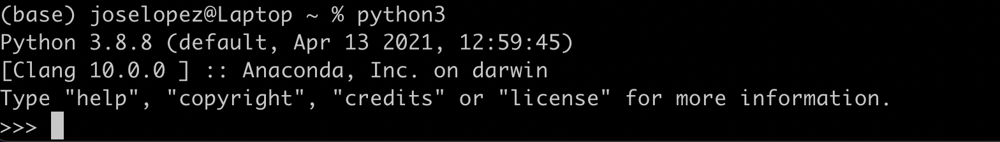 (base) joselopez@Laptop ~ % python3
Python 3.8.8 (default, Apr 13 2021, 12:59:45)
[Clang 10.0.0 ] :: Anaconda, Inc. on darwin
Type "help", "copyright", "credits" or "license" for more information.
>>>